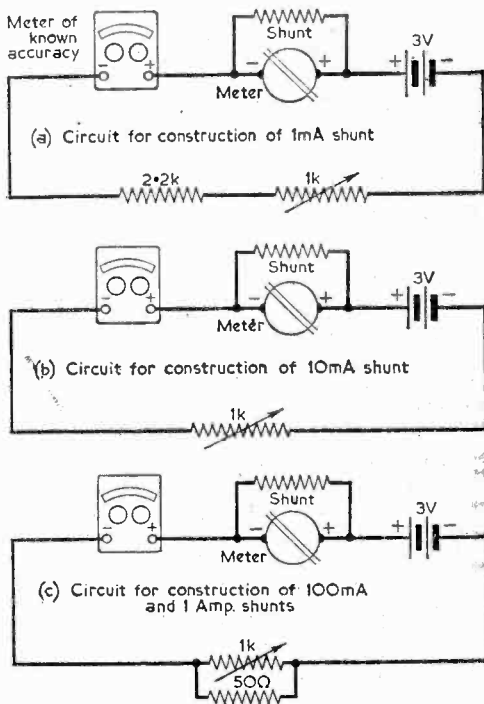 Meter of
known
accuracy
- +
Shunt
- +
Meter
3V
+ -
(a) Circuit for construction of 1mA shunt
2•2k
1k
- +
Shunt
- +
Meter
3V
+ -
(b) Circuit for construction of 10mA shunt
1k
- +
Shunt
- +
Meter
3V
+ -
(c) Circuit for construction of 100mA
and 1 Amp. shunts
1k
50Ω